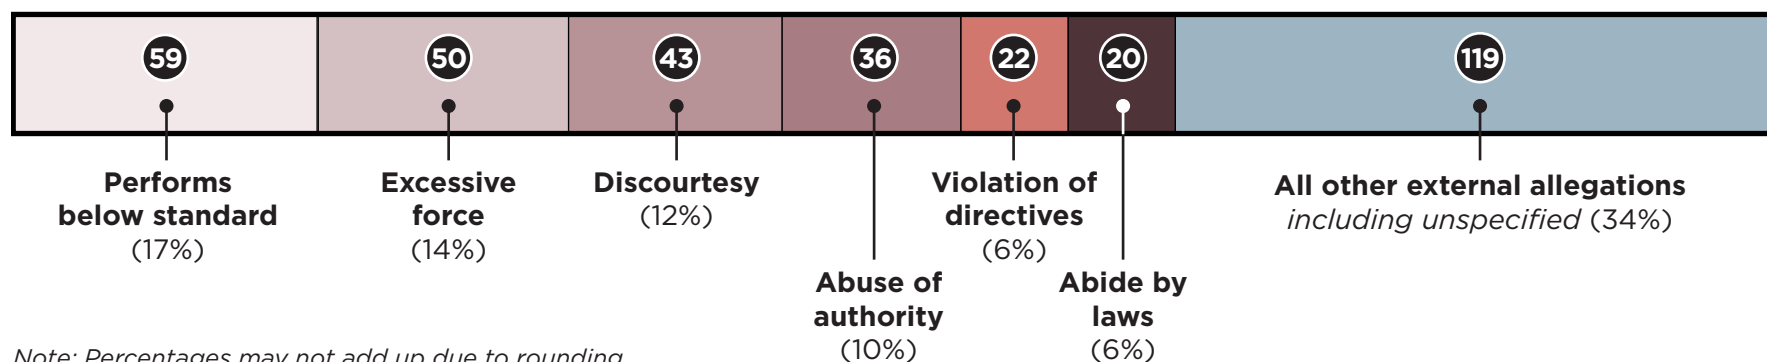 59
50
43
36
22
20
119
Performs
below standard
(17%)
Excessive
force
(14%)
Discourtesy
(12%)
Abuse of
authority
(10%)
Violation of
directives
(6%)
Abide by
laws
(6%)
All other external allegations
including unspecified (34%)
Note: Percentages may not add up due to rounding